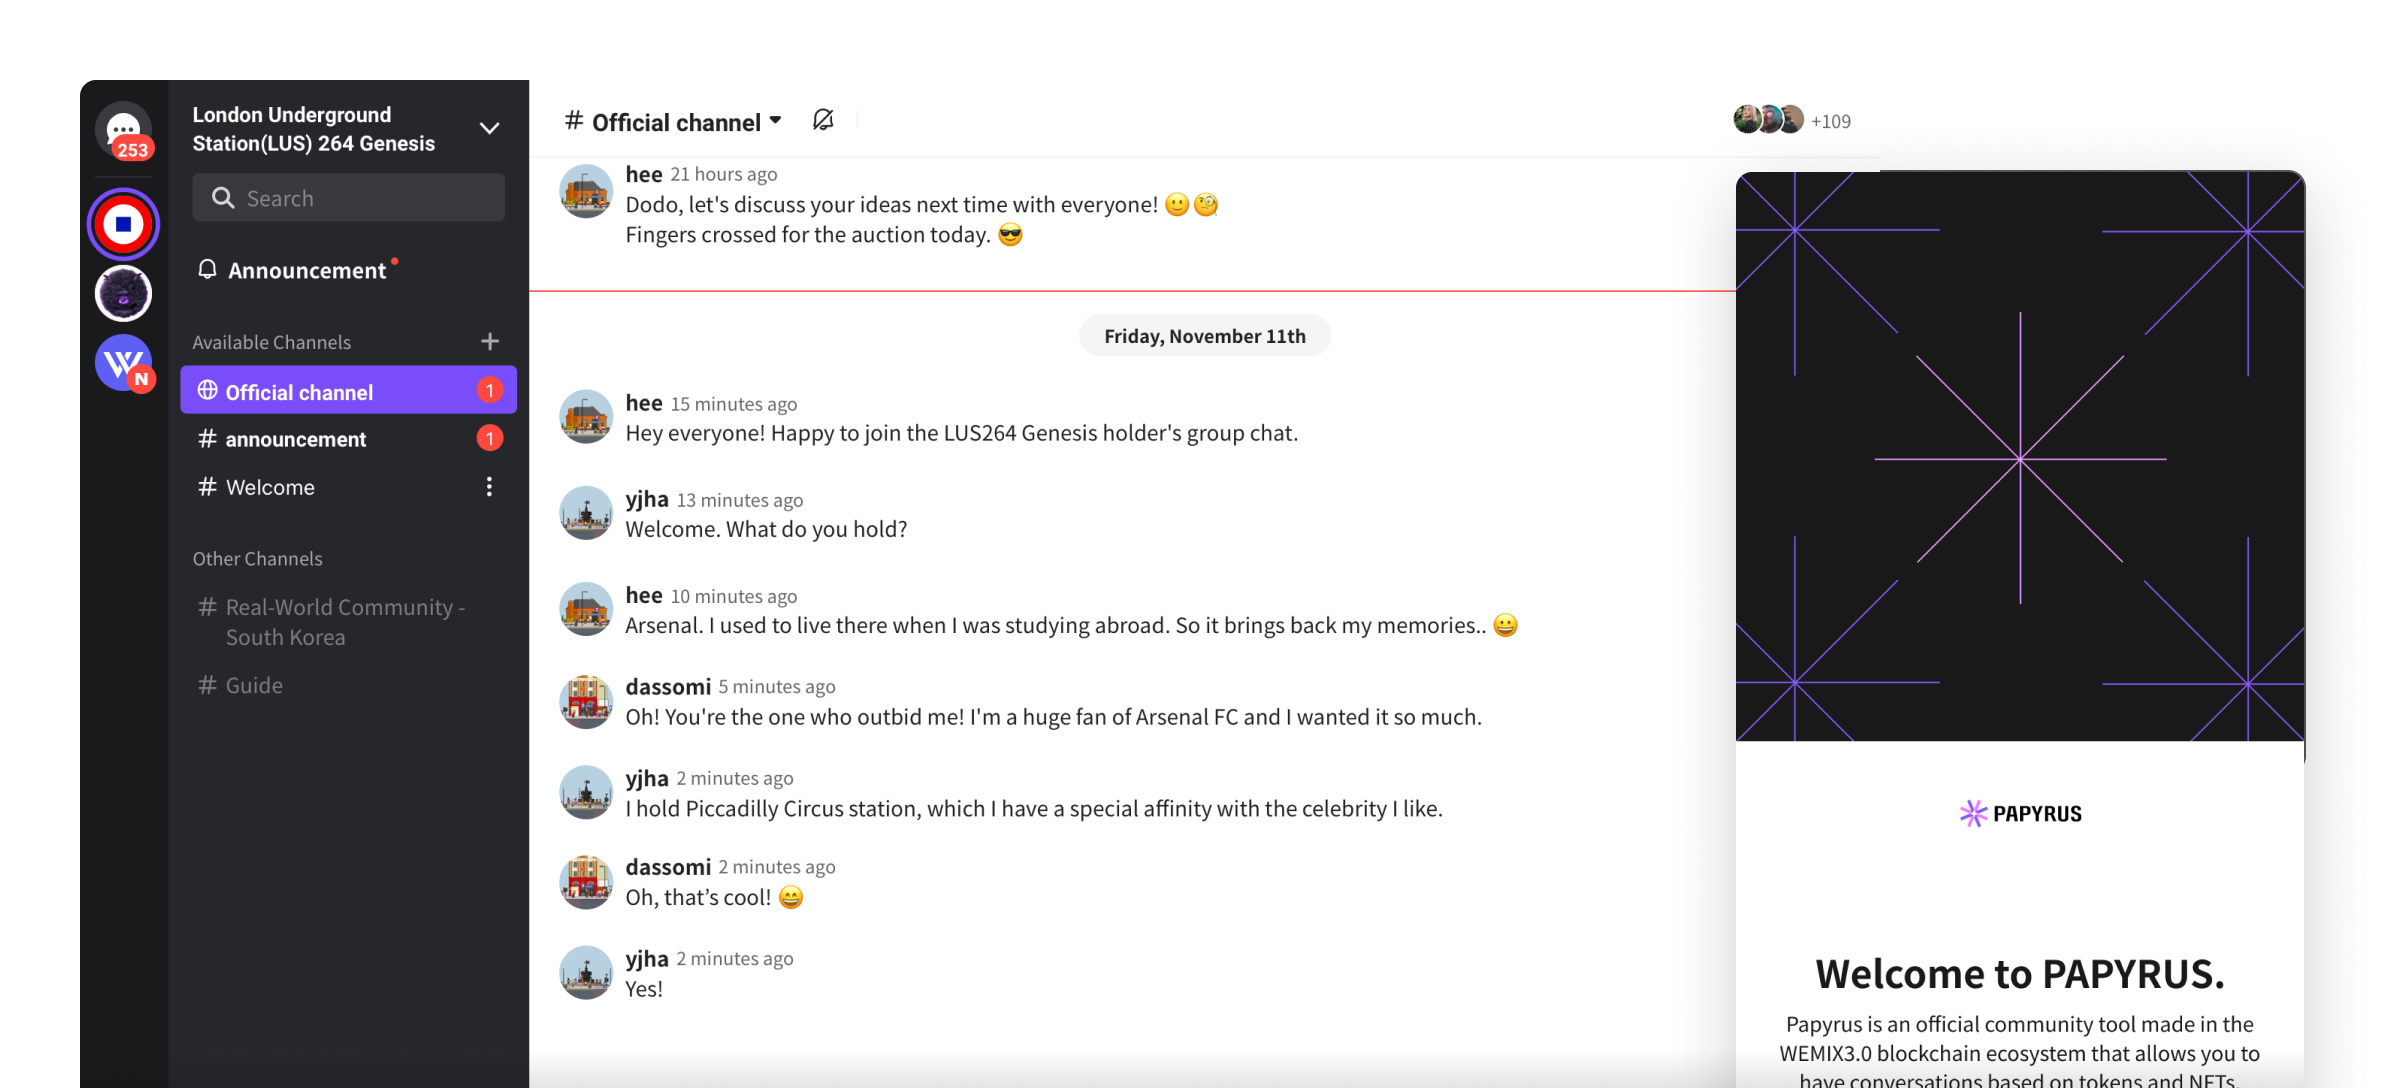 253
N
London Underground
Station(LUS) 264 Genesis
Search
Announcement
Available Channels
Official channel 1
# announcement 1
# Welcome
Other Channels
# Real-World Community -
South Korea
# Guide
# Official channel
+109
hee 21 hours ago
Dodo, let's discuss your ideas next time with everyone! 🙂🧐
Fingers crossed for the auction today. 😎
Friday, November 11th
hee 15 minutes ago
Hey everyone! Happy to join the LUS264 Genesis holder's group chat.
yjha 13 minutes ago
Welcome. What do you hold?
hee 10 minutes ago
Arsenal. I used to live there when I was studying abroad. So it brings back my memories.. 😀
dassomi 5 minutes ago
Oh! You're the one who outbid me! I'm a huge fan of Arsenal FC and I wanted it so much.
yjha 2 minutes ago
I hold Piccadilly Circus station, which I have a special affinity with the celebrity I like.
dassomi 2 minutes ago
Oh, that’s cool! 😄
yjha 2 minutes ago
Yes!
PAPYRUS
Welcome to PAPYRUS.
Papyrus is an official community tool made in the
WEMIX3.0 blockchain ecosystem that allows you to
have conversations based on tokens and NFTs.